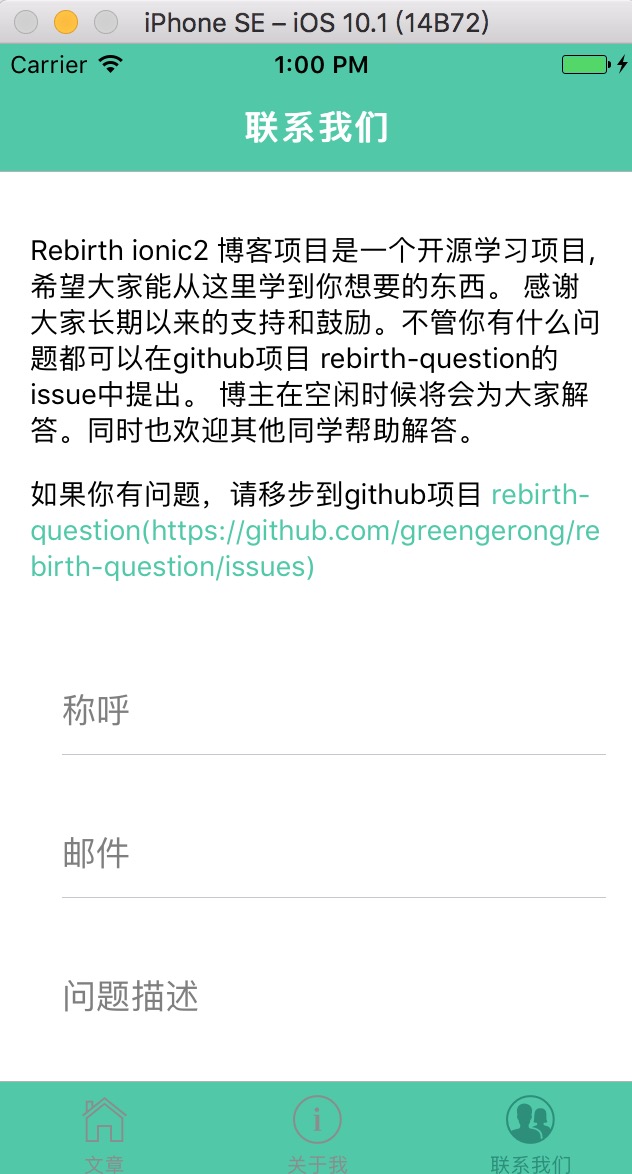 iPhone SE – iOS 10.1 (14B72)
Carrier 1:00 PM
联系我们
Rebirth ionic2 博客项目是一个开源学习项目,
希望大家能从这里学到你想要的东西。 感谢
大家长期以来的支持和鼓励。不管你有什么问
题都可以在github项目 rebirth-question的
issue中提出。 博主在空闲时候将会为大家解
答。同时也欢迎其他同学帮助解答。
如果你有问题，请移步到github项目 rebirth-
question(https://github.com/greengerong/re
birth-question/issues)
称呼
邮件
问题描述
文章 关于我 联系我们